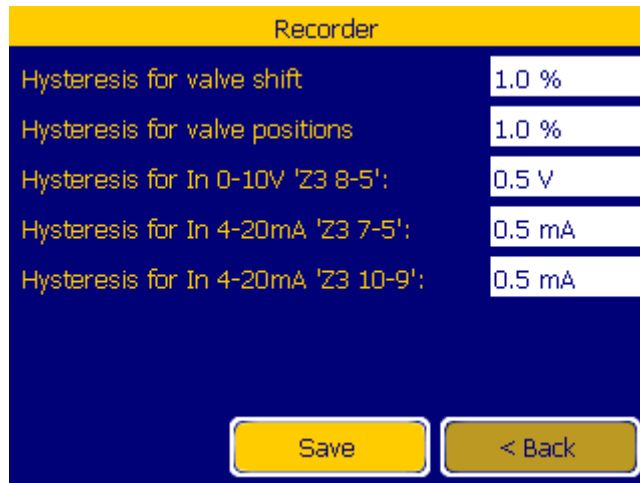 Recorder
Hysteresis for valve shift 1.0 %
Hysteresis for valve positions 1.0 %
Hysteresis for In 0-10V 'Z3 8-5': 0.5 V
Hysteresis for In 4-20mA 'Z3 7-5': 0.5 mA
Hysteresis for In 4-20mA 'Z3 10-9': 0.5 mA
Save < Back